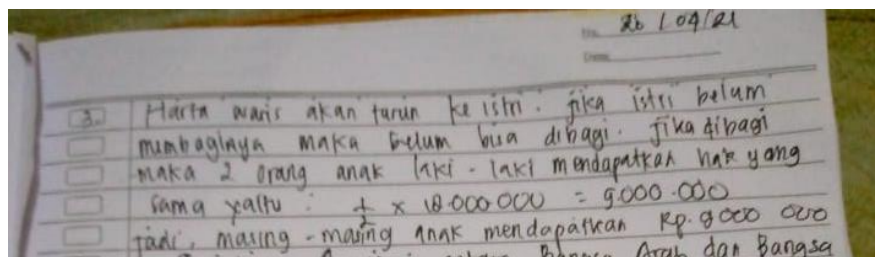 26 / 04 / 21
3. Harta waris akan turun ke istri. jika istri belum
membaginya maka belum bisa dibagi. Jika dibagi
maka 2 orang anak laki-laki mendapatkan hak yang
sama yaitu : 1/2 x 18.000.000 = 9.000.000
jadi, masing-masing anak mendapatkan Rp. 9.000 000
Arab dan Bangsa